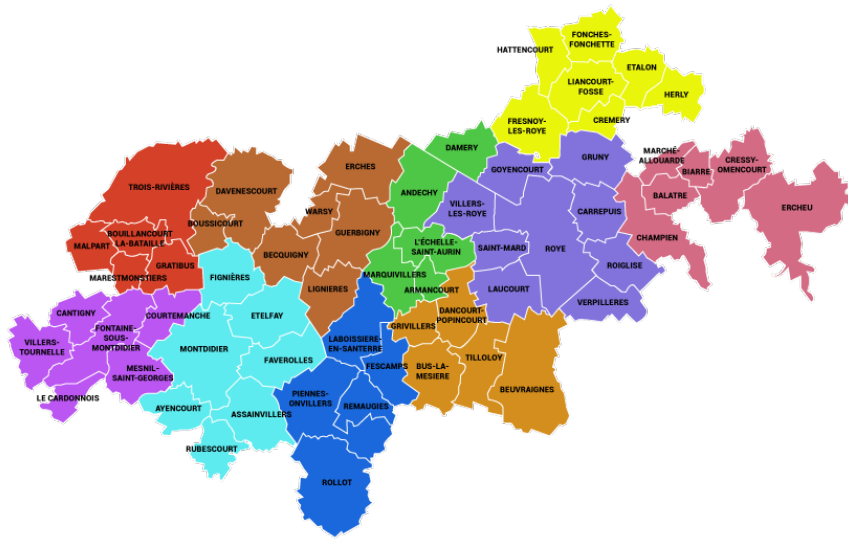 FONCHES-
FONCHETTE
HATTENCOURT
ETALON
LIANCOURT-
FOSSE
HERLY
FRESNOY-
LES-ROYE
CREMERY
DAMERY
GRUNY
MARCHÉ-
ALLOUARDE
BIARRE
CRESSY-
OMENCOURT
ERCHES
GOYENCOURT
TROIS-RIVIÈRES
DAVENESCOURT
ANDECHY
BALATRE
ERCHEU
VILLERS-
LES-ROYE
CARREPUIS
WARSY
BOUSSICOURT
GUERBIGNY
BOUILLANCOURT
LA-BATAILLE
MALPART
CHAMPIEN
L'ÉCHELLE-
SAINT-AURIN
SAINT-MARD
ROYE
BECQUIGNY
GRATIBUS
ROIGLISE
MARESTMONSTIERS
FIGNIÈRES
MARQUIVILLERS
LIGNIERES
ARMANCOURT
LAUCOURT
VERPILLERES
CANTIGNY
COURTEMANCHE
ETELFAY
DANCOURT-
POPINCOURT
GRIVILLERS
FONTAINE-
SOUS-
MONTDIDIER
VILLERS-
TOURNELLE
MONTDIDIER
LABOISSIERE-
EN-SANTERRE
FAVEROLLES
TILLOLOY
FESCAMPS
BUS-LA-
MESIERE
MESNIL-
SAINT-GEORGES
BEUVRAIGNES
LE CARDONNOIS
PIENNES-
ONVILLERS
AYENCOURT
REMAUGIES
ASSAINVILLERS
RUBESCOURT
ROLLOT